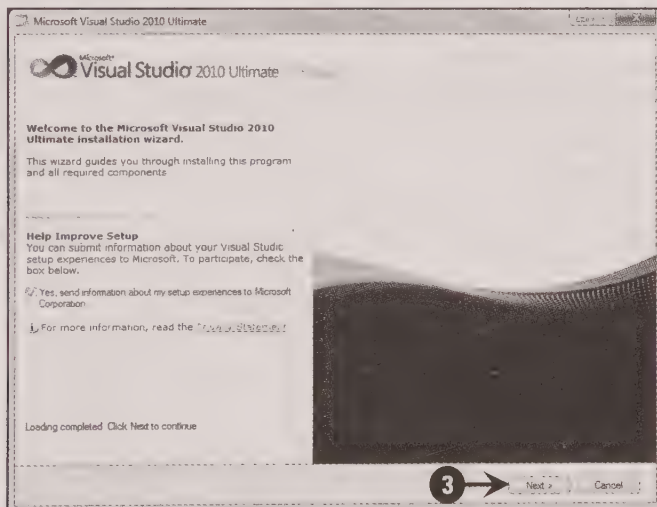 Microsoft Visual Studio 2010 Ultimate
Microsoft
Visual Studio 2010 Ultimate
Welcome to the Microsoft Visual Studio 2010
Ultimate installation wizard.
This wizard guides you through installing this program
and all required components
Help Improve Setup
You can submit information about your Visual Studio
setup experiences to Microsoft. To participate, check the
box below.
Yes, send information about my setup experiences to Microsoft
Corporation
For more information, read the Privacy Statement
Loading completed Click Next to continue
3
Next >
Cancel